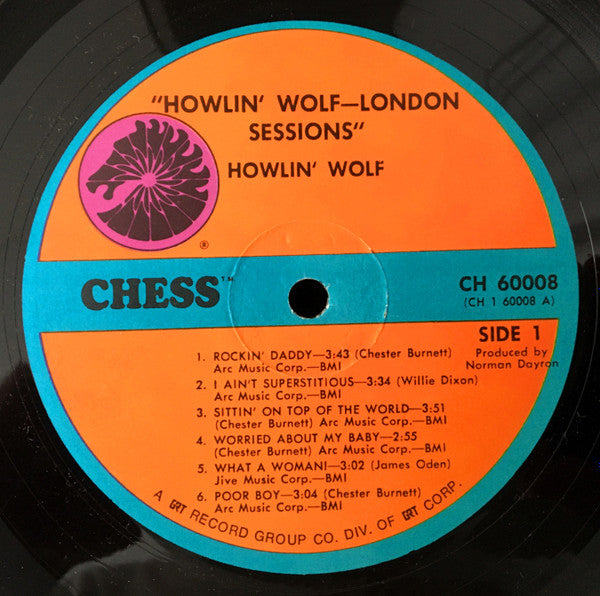 "HOWLIN' WOLF—LONDON
SESSIONS"
HOWLIN' WOLF
®
CHESS™
CH 60008
(CH 1 60008 A)
SIDE 1
Produced by
Norman Dayron
1. ROCKIN' DADDY—3:43 (Chester Burnett)
Arc Music Corp.—BMI
2. I AIN'T SUPERSTITIOUS—3:34 (Willie Dixon)
Arc Music Corp.—BMI
3. SITTIN' ON TOP OF THE WORLD—3:51
(Chester Burnett) Arc Music Corp.—BMI
4. WORRIED ABOUT MY BABY—2:55
(Chester Burnett) Arc Music Corp.—BMI
5. WHAT A WOMAN!—3:02 (James Oden)
Jive Music Corp.—BMI
6. POOR BOY—3:04 (Chester Burnett)
Arc Music Corp.—BMI
A GRT RECORD GROUP CO. DIV. OF GRT CORP.